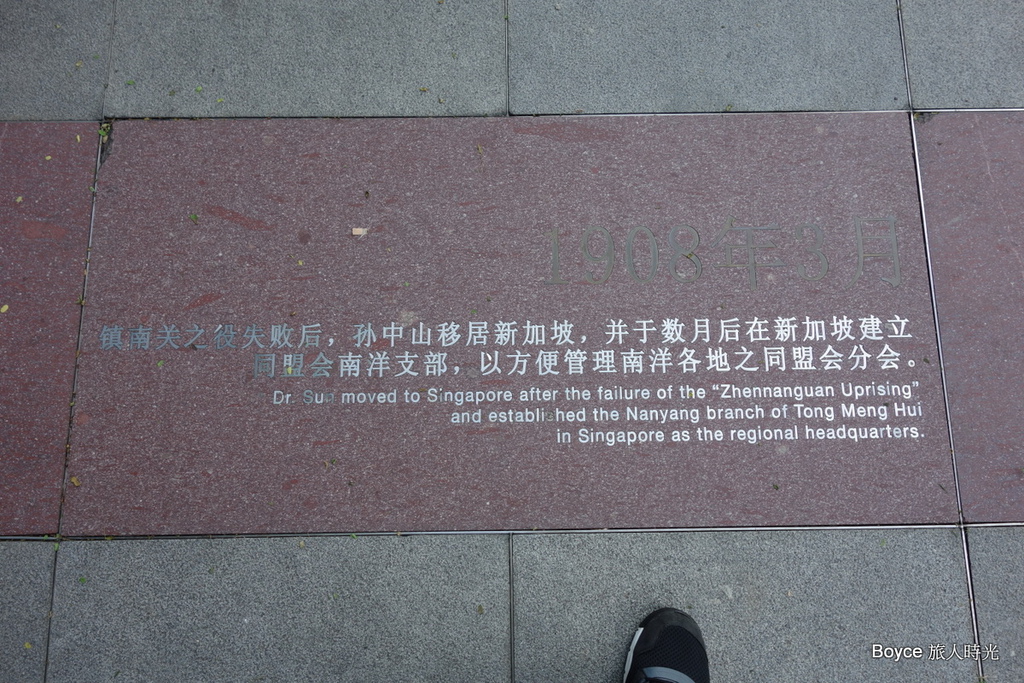 1908年3月
镇南关之役失败后，孙中山移居新加坡，并于数月后在新加坡建立
同盟会南洋支部，以方便管理南洋各地之同盟会分会。
Dr. Sun moved to Singapore after the failure of the “Zhennanguan Uprising”
and established the Nanyang branch of Tong Meng Hui
in Singapore as the regional headquarters.
Boyce 旅人時光